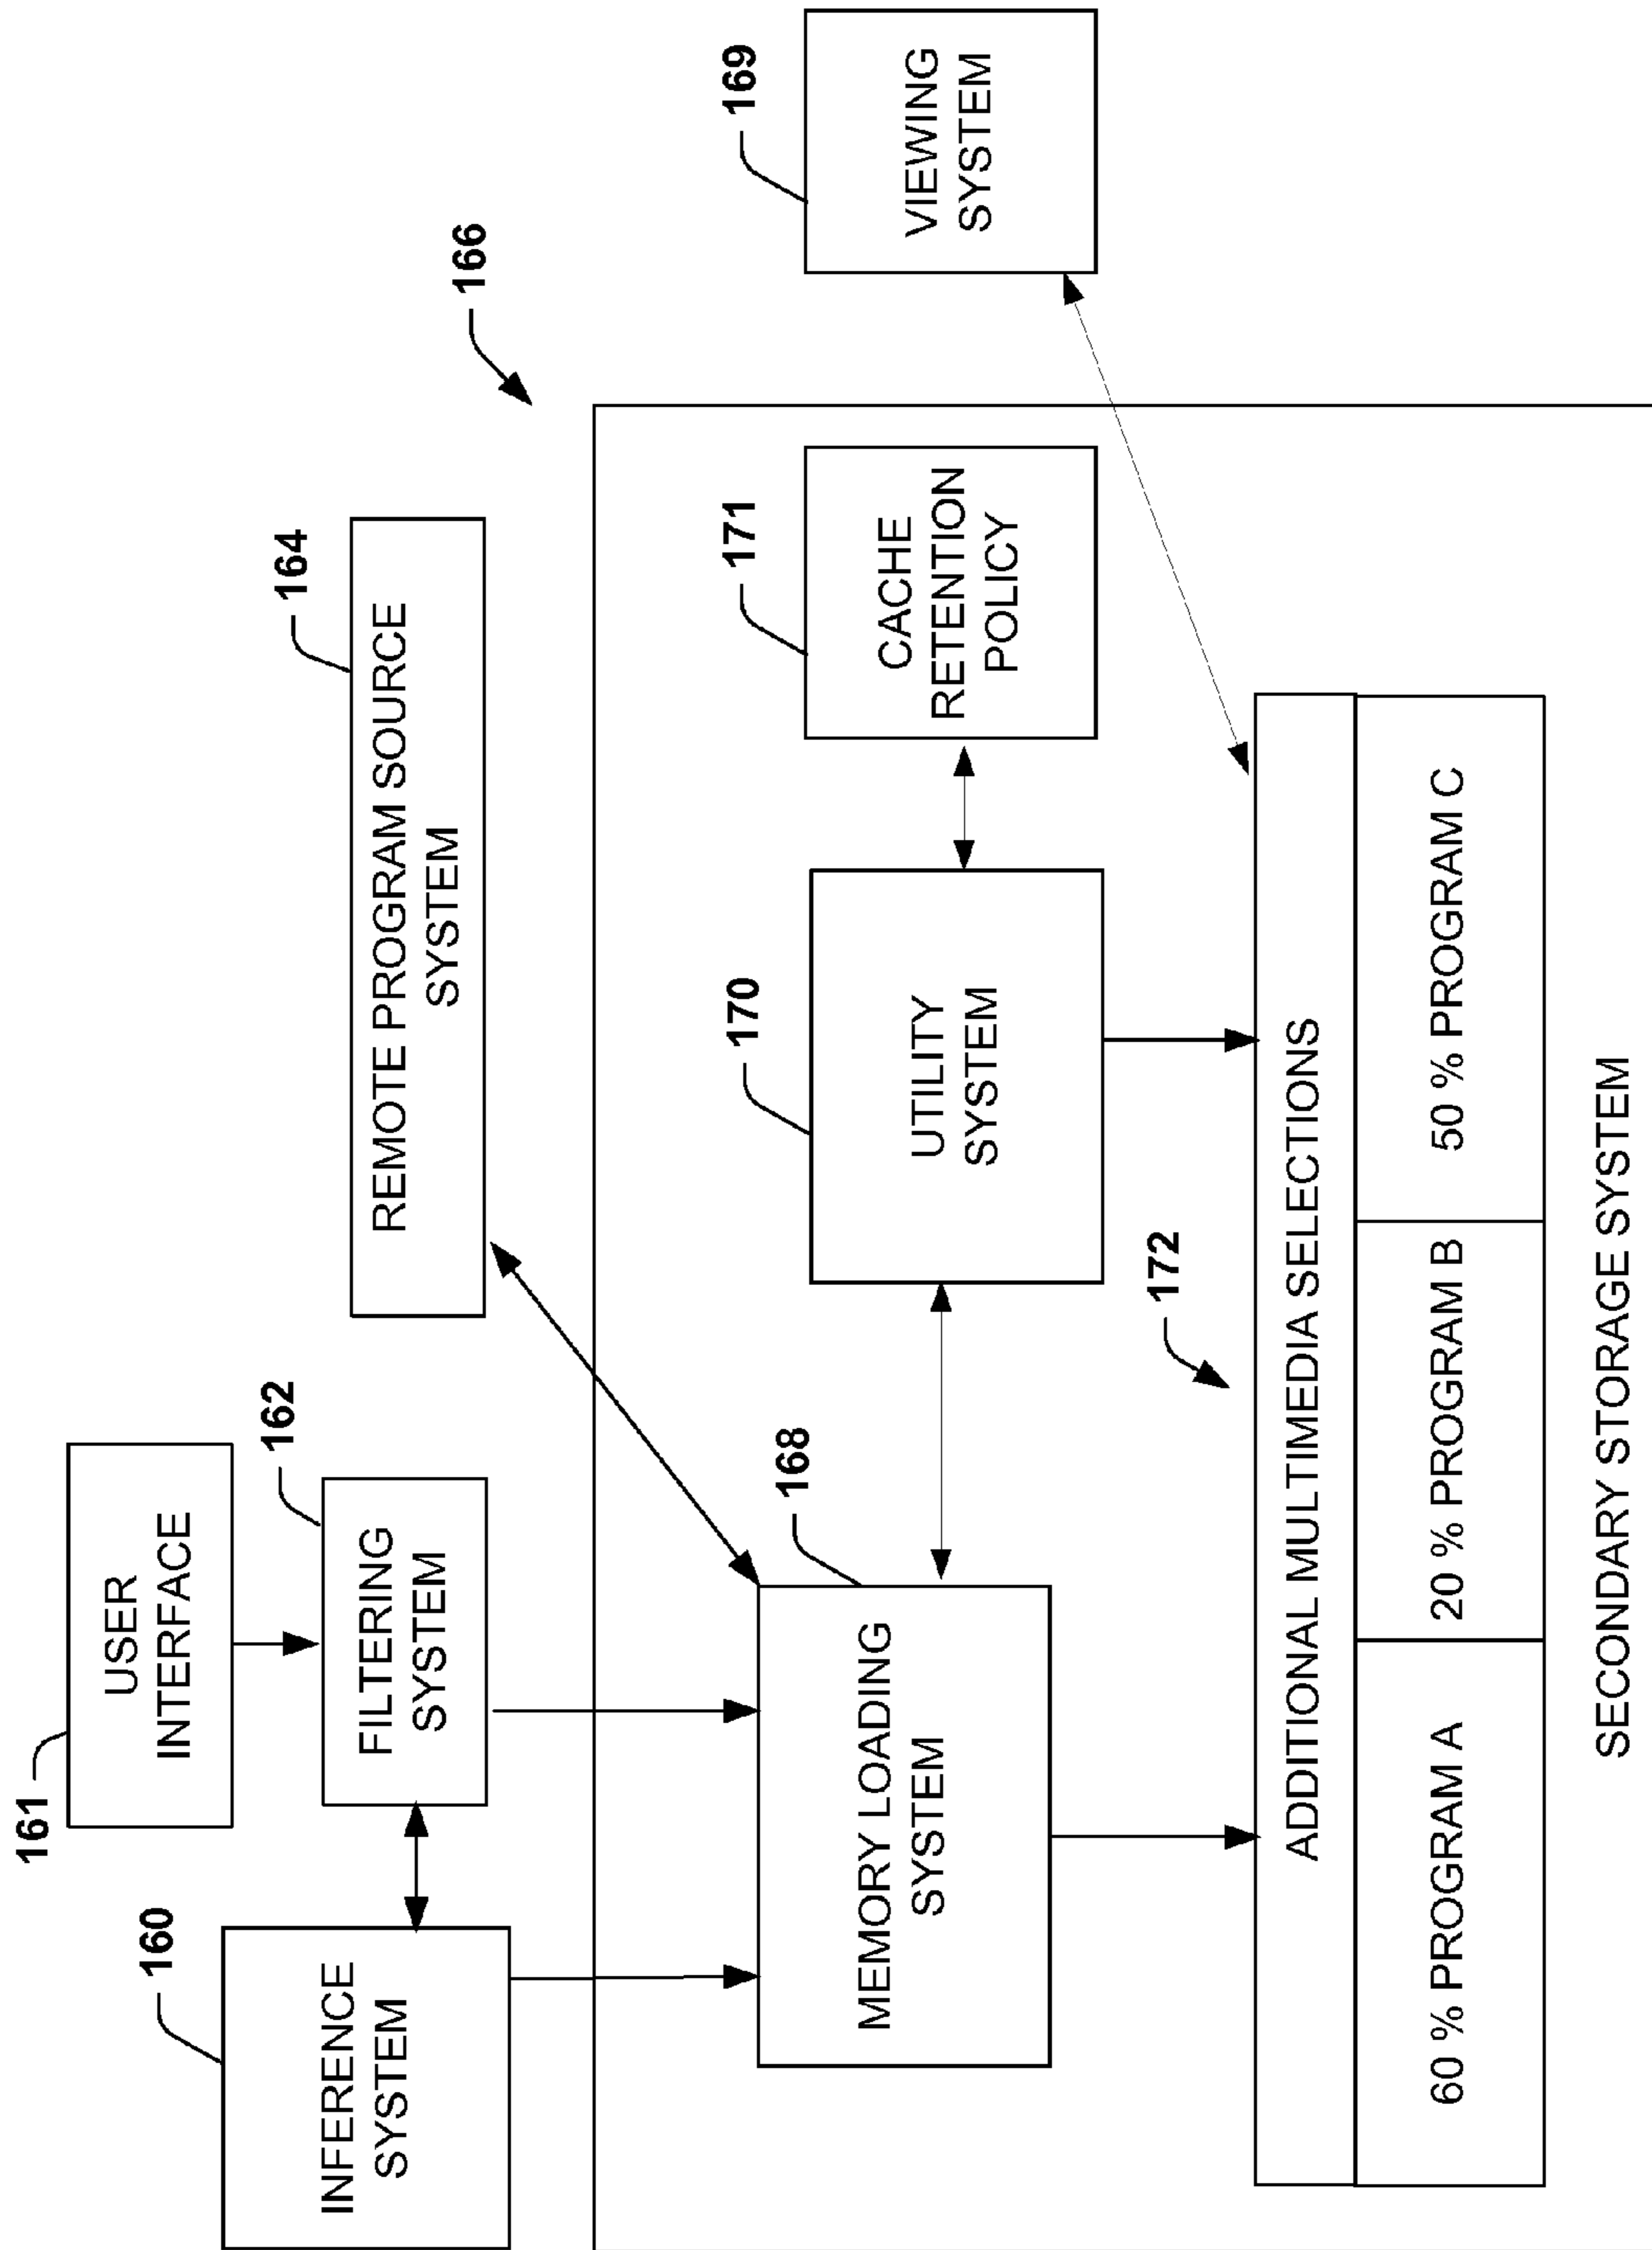 161
USER
INTERFACE
160
INFERENCE
SYSTEM
162
FILTERING
SYSTEM
164
REMOTE PROGRAM SOURCE
SYSTEM
166
168
MEMORY LOADING
SYSTEM
170
UTILITY
SYSTEM
171
CACHE
RETENTION
POLICY
169
VIEWING
SYSTEM
172
ADDITIONAL MULTIMEDIA SELECTIONS
60 % PROGRAM A
20 % PROGRAM B
50 % PROGRAM C
SECONDARY STORAGE SYSTEM